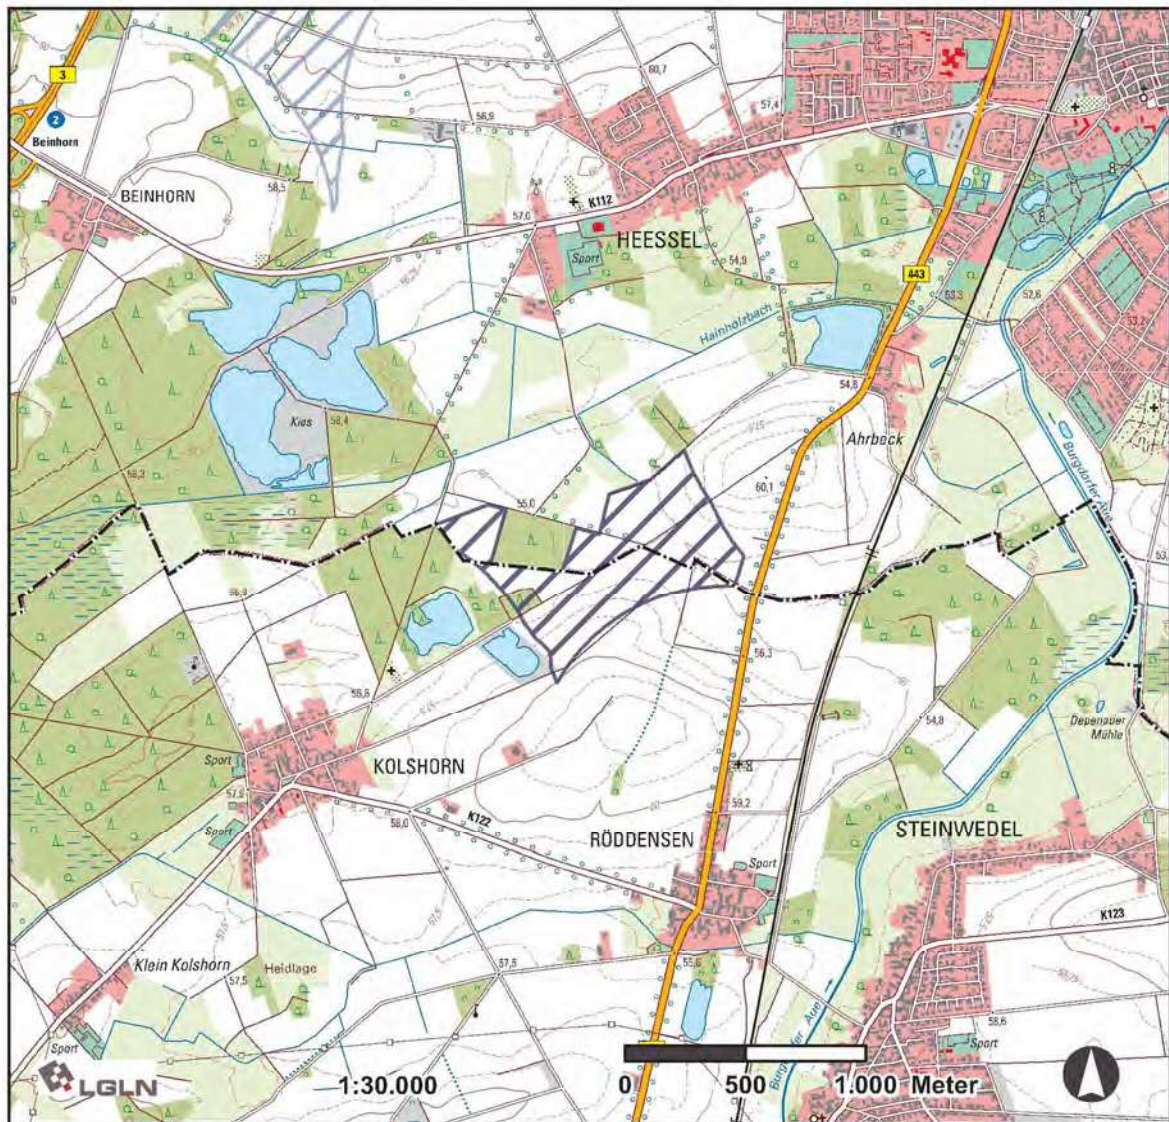 60,7
57,4
56,9
3
2
Beinhorn
BEINHORN
58,5
57,0
K112
HEESSEL
Sport
54,9
443
53,3
52,6
53,2
Hainholzbach
54,8
Ahrbeck
Kies
58,4
58,3
55,0
60,1
Burgdorfer Aue
56,3
54,8
Depenauer
Mühle
KOLSHORN
Sport
57,8
Sport
58,0
K122
59,2
RÖDDENSEN
Sport
STEINWEDEL
K123
Klein Kolshorn
Heidlage
57,5
57,5
55,6
58,6
Sport
Sport
Burgdorfer Aue
LGLN
1:30.000
0 500 1.000 Meter